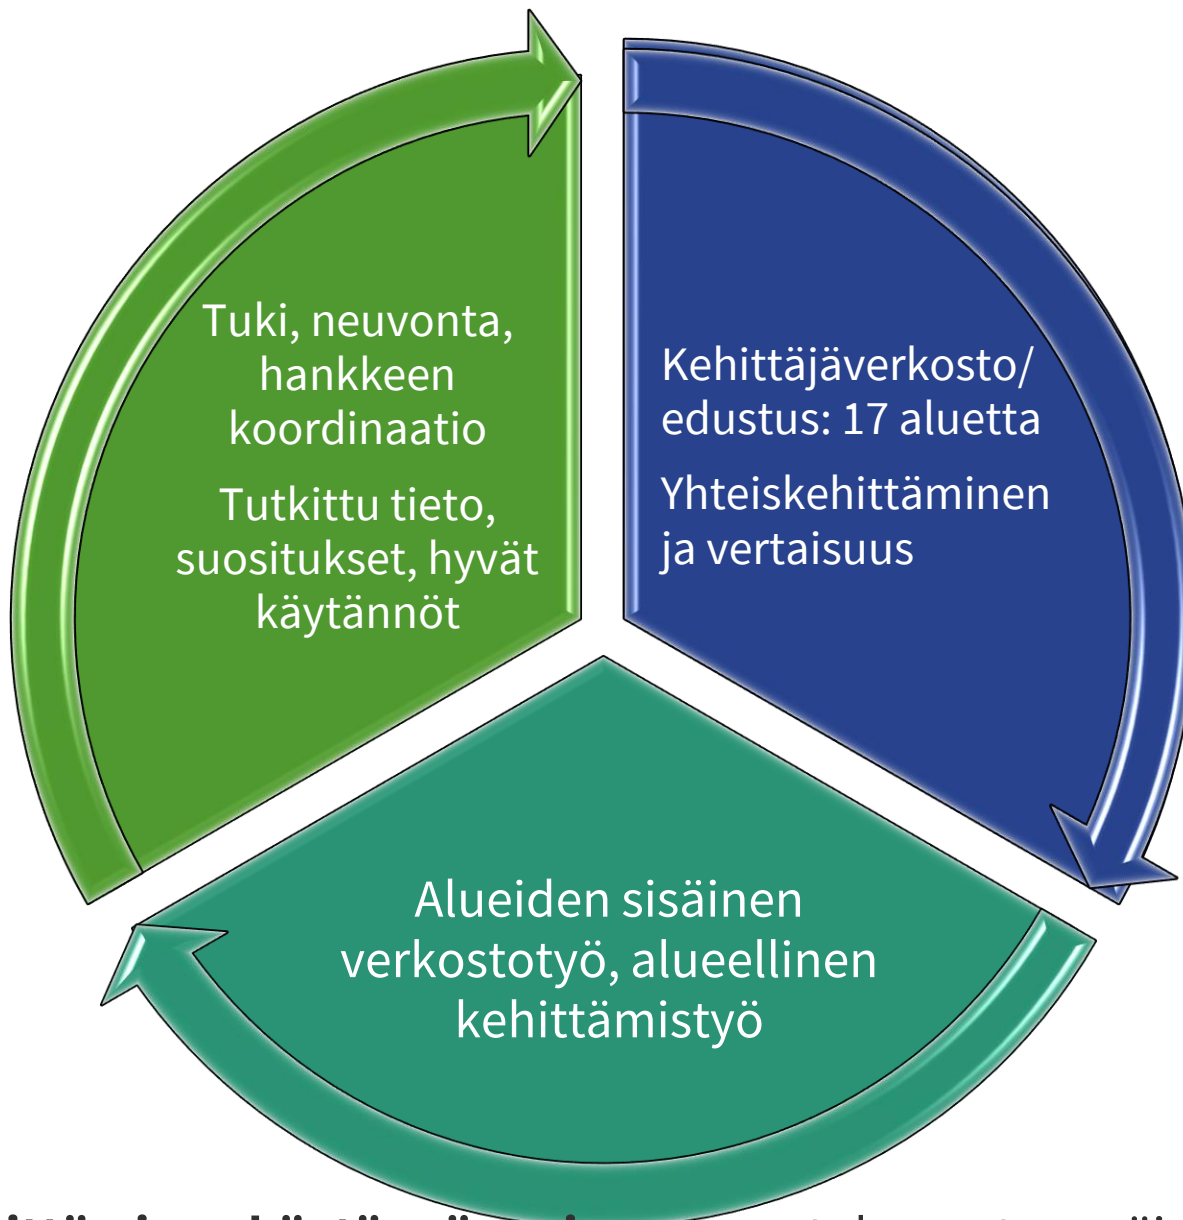 Tuki, neuvonta,
hankkeen
koordinaatio
Tutkittu tieto,
suositukset, hyvät
käytännöt
Kehittäjäverkosto/
edustus: 17 aluetta
Yhteiskehittäminen
ja vertaisuus
Alueiden sisäinen
verkostotyö, alueellinen
kehittämistyö